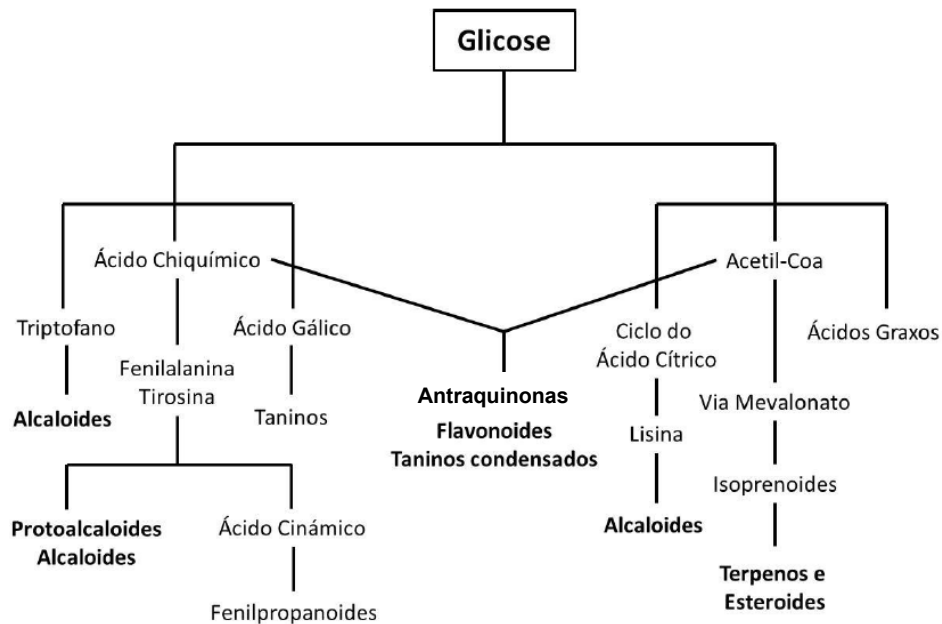 Glicose
Ácido Chiquímico
Acetil-Coa
Triptofano
Ácido Gálico
Ciclo do
Ácido Cítrico
Ácidos Graxos
Fenilalanina
Tirosina
Antraquinonas
Flavonoides
Taninos condensados
Alcaloides
Taninos
Lisina
Via Mevalonato
Isoprenoides
Protoalcaloides
Alcaloides
Ácido Cinámico
Alcaloides
Terpenos e
Esteroides
Fenilpropanoides